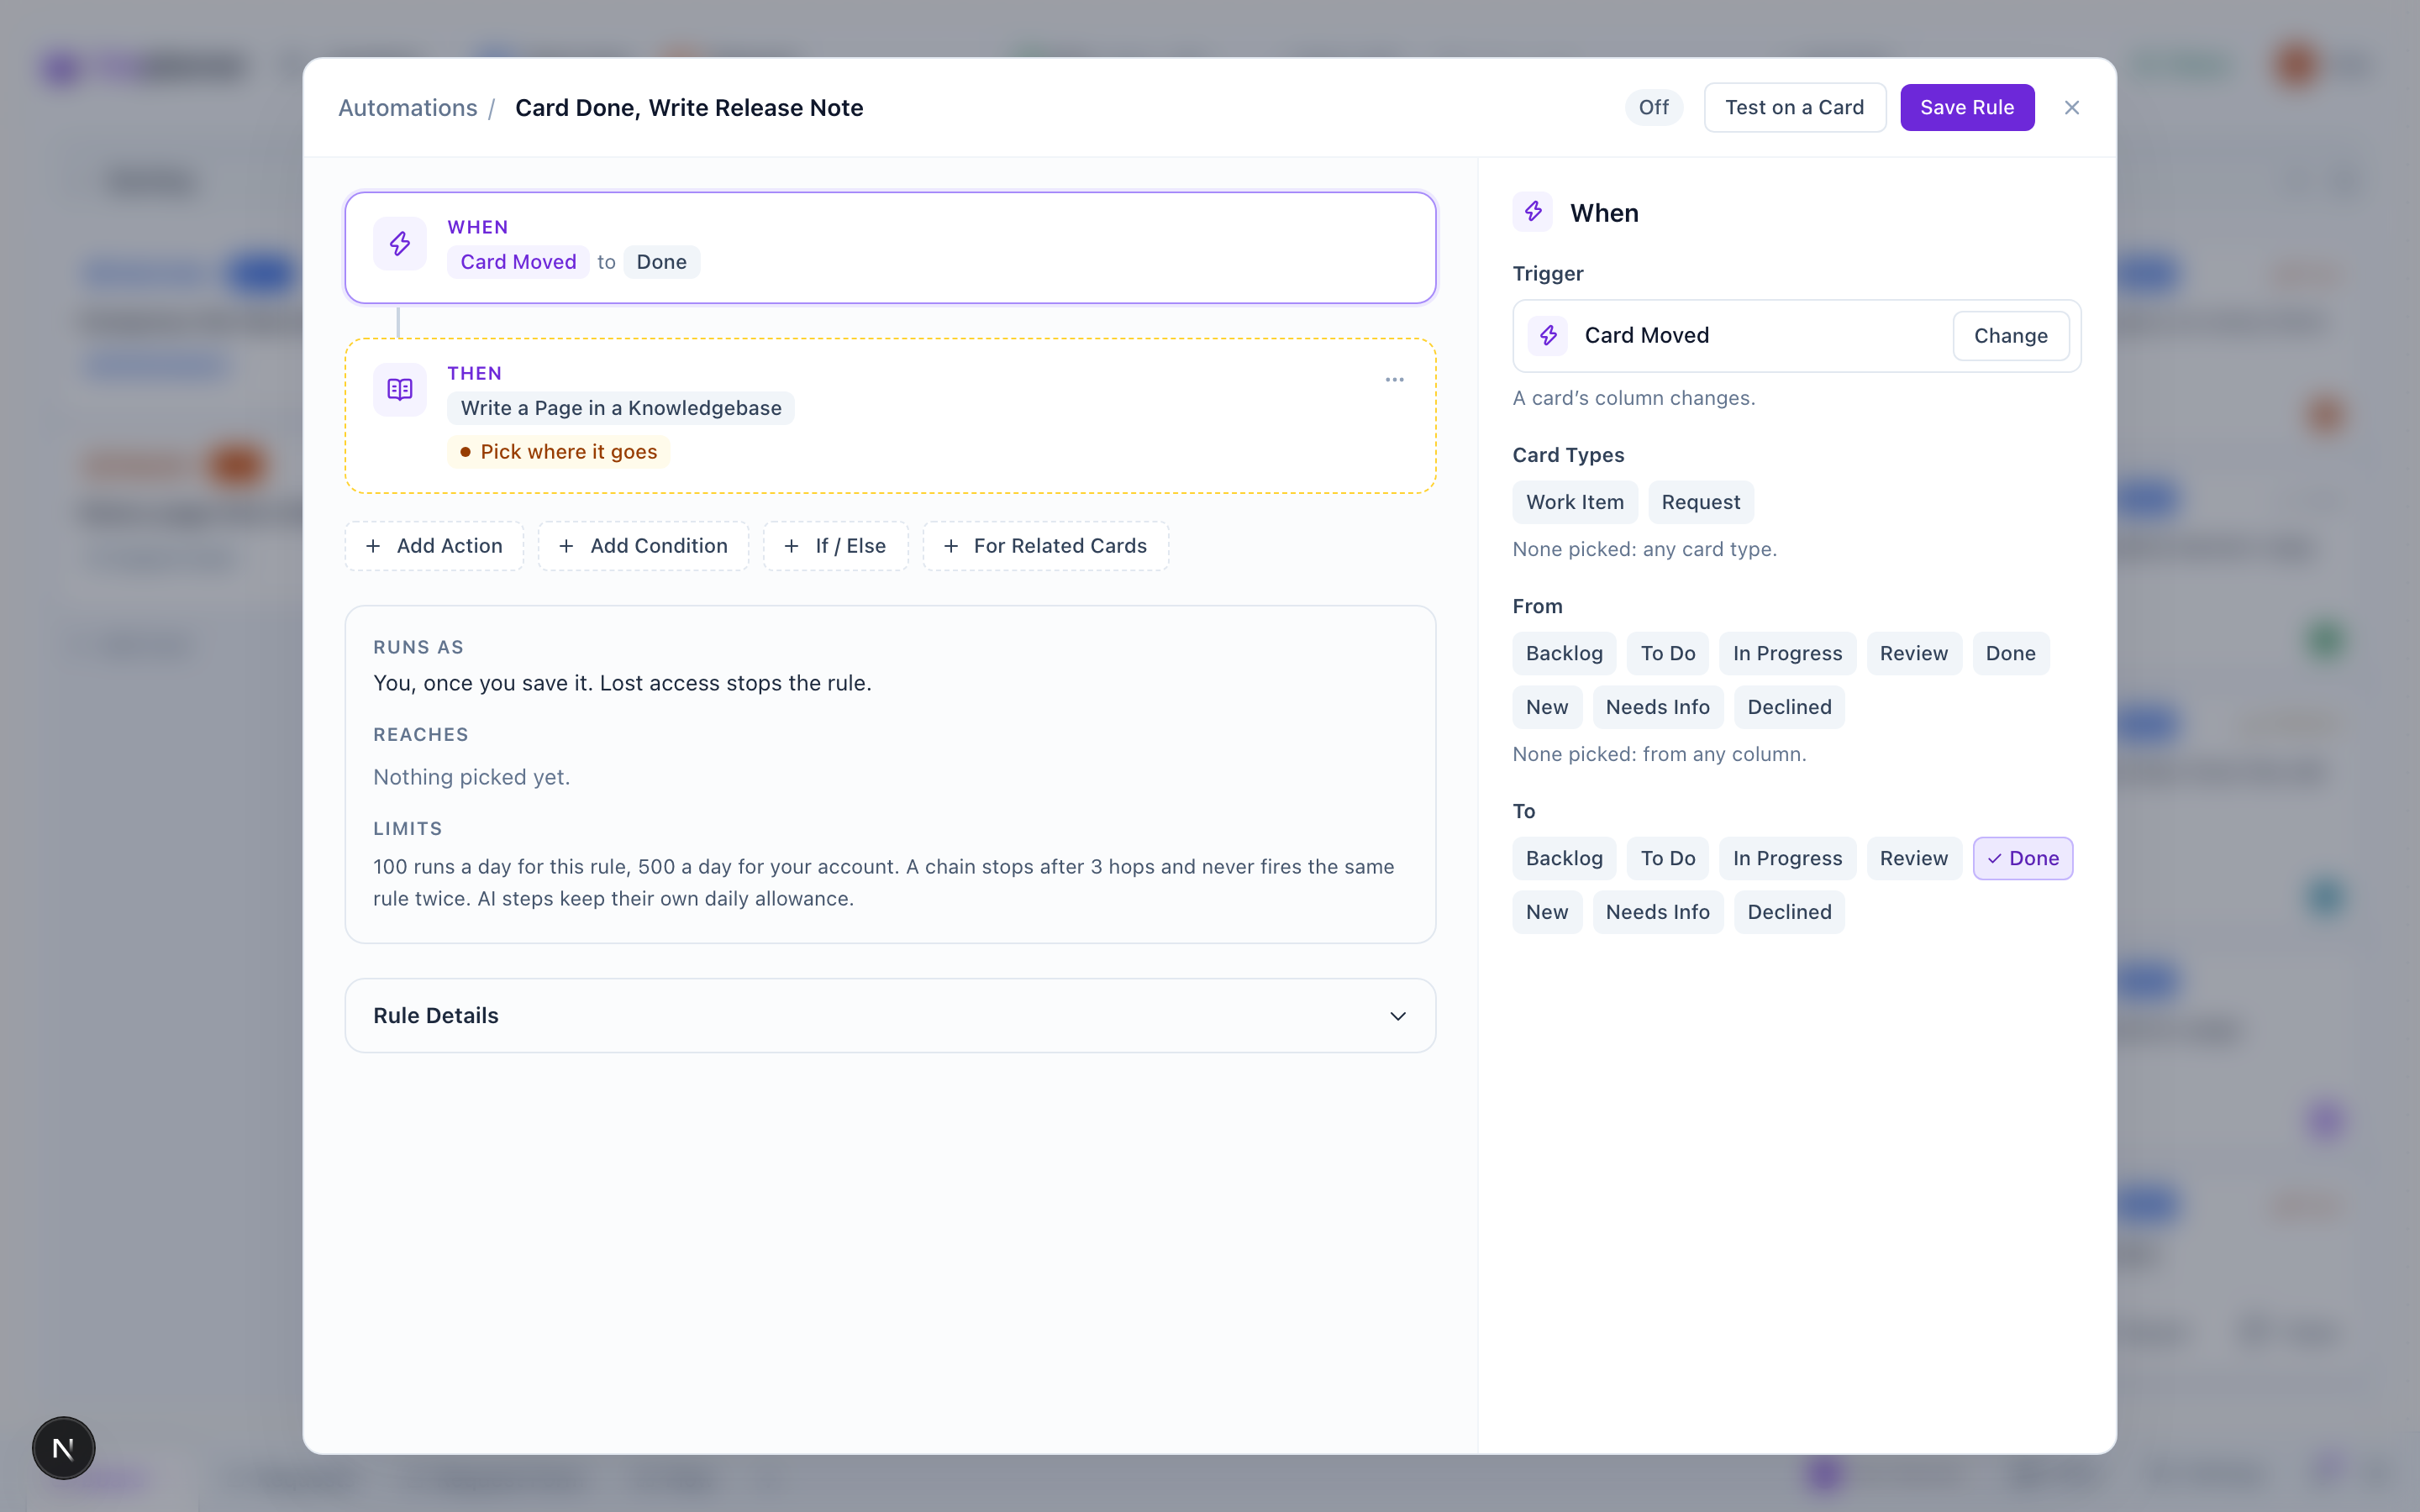 Automations / Card Done, Write Release Note
Off
Test on a Card
Save Rule
WHEN
Card Moved to Done
THEN
Write a Page in a Knowledgebase
Pick where it goes
Add Action
Add Condition
If / Else
For Related Cards
RUNS AS
You, once you save it. Lost access stops the rule.
REACHES
Nothing picked yet.
LIMITS
100 runs a day for this rule, 500 a day for your account. A chain stops after 3 hops and never fires the same
rule twice. AI steps keep their own daily allowance.
Rule Details
When
Trigger
Card Moved
Change
A card’s column changes.
Card Types
Work Item Request
None picked: any card type.
From
Backlog To Do In Progress Review Done
New Needs Info Declined
None picked: from any column.
To
Backlog To Do In Progress Review Done
New Needs Info Declined
N